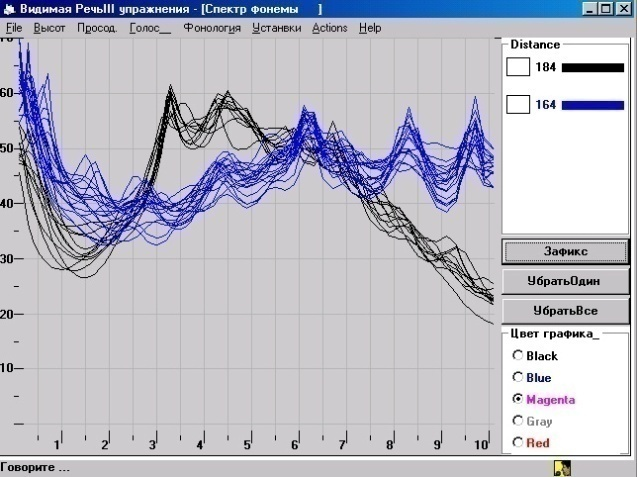 Видимая РечьIII упражнения - [Спектр фонемы ]
File Высот Просод. Голос__ Фонология Установки Actions Help
Distance
184
164
Зафикс
УбратьОдин
УбратьВсе
Цвет графика_
Black
Blue
Magenta
Gray
Red
70
60
50
40
30
20
10
1 2 3 4 5 6 7 8 9 10
Говорите ...